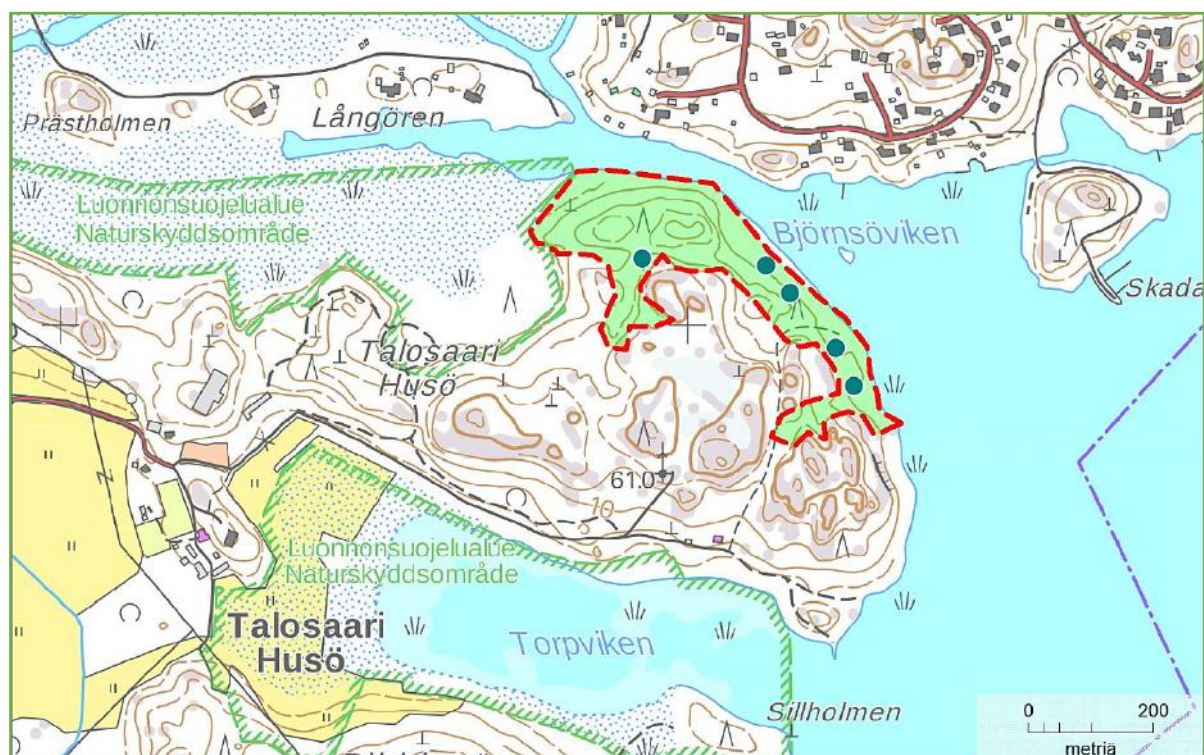 Prästholmen
Långören
Luonnonsuojelualue
Naturskyddsområde
Björnsöviken
Skada
Talosaari
Husö
61.0
10
Luonnonsuojelualue
Naturskyddsområde
Talosaari
Husö
Torpviken
Sillholmen
0 200
metriä